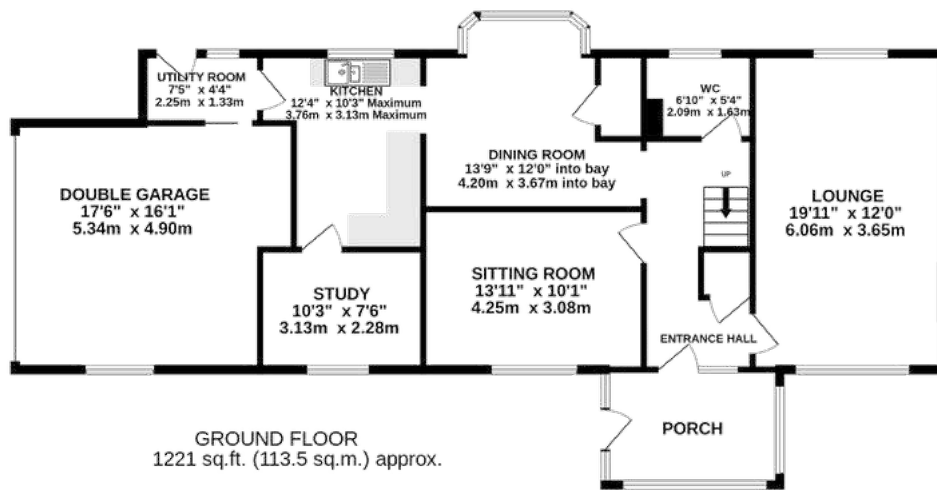 UTILITY ROOM
7'5" x 4'4"
2.25m x 1.33m
KITCHEN
12'4" x 10'3" Maximum
3.76m x 3.13m Maximum
WC
6'10" x 5'4"
2.09m x 1.63m
DINING ROOM
13'9" x 12'0" into bay
4.20m x 3.67m into bay
UP
DOUBLE GARAGE
17'6" x 16'1"
5.34m x 4.90m
LOUNGE
19'11" x 12'0"
6.06m x 3.65m
SITTING ROOM
13'11" x 10'1"
4.25m x 3.08m
STUDY
10'3" x 7'6"
3.13m x 2.28m
ENTRANCE HALL
PORCH
GROUND FLOOR
1221 sq.ft. (113.5 sq.m.) approx.